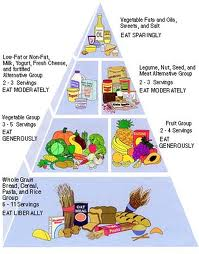 Vegetable Fats and Oils,
Sweets, and Salt
EAT SPARINGLY
Low-Fat or Non-Fat,
Milk, Yogurt, Fresh Cheese,
and fortified
Alternative Group
2 - 3 Servings
EAT MODERATELY
Legume, Nut, Seed, and
Meat Alternative Group
2 - 3 Servings
EAT MODERATELY
Vegetable Group
3 - 5 Servings
EAT
GENEROUSLY
Fruit Group
2 - 4 Servings
EAT
GENEROUSLY
Whole Grain
Bread, Cereal,
Pasta, and Rice
Group
6 - 11 Servings
EAT LIBERALLY